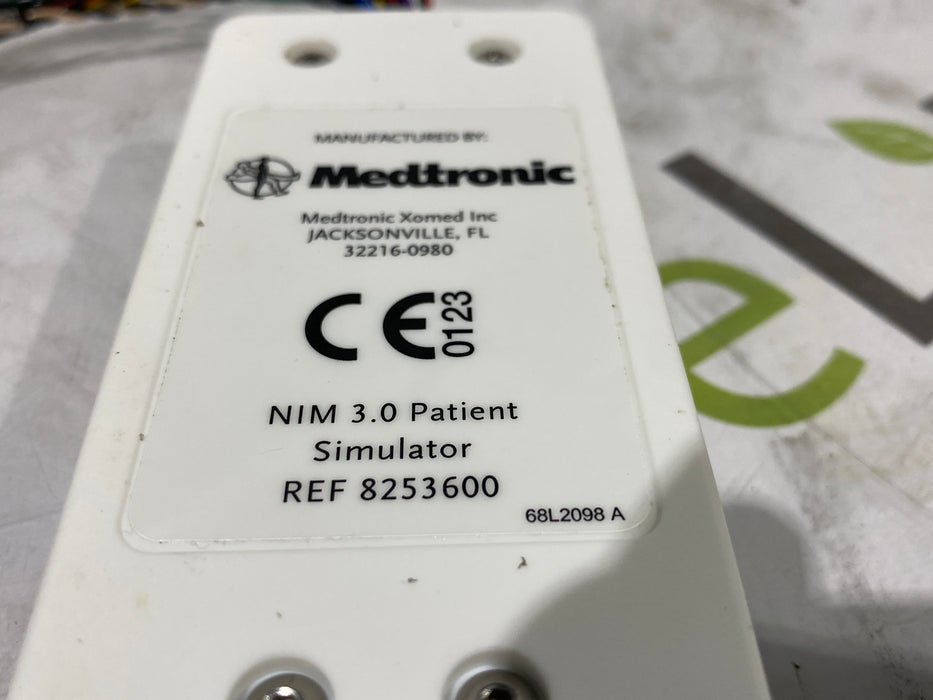 MANUFACTURED BY:
Medtronic
Medtronic Xomed Inc
JACKSONVILLE, FL
32216-0980
CE 0123
NIM 3.0 Patient
Simulator
REF 8253600
68L2098 A